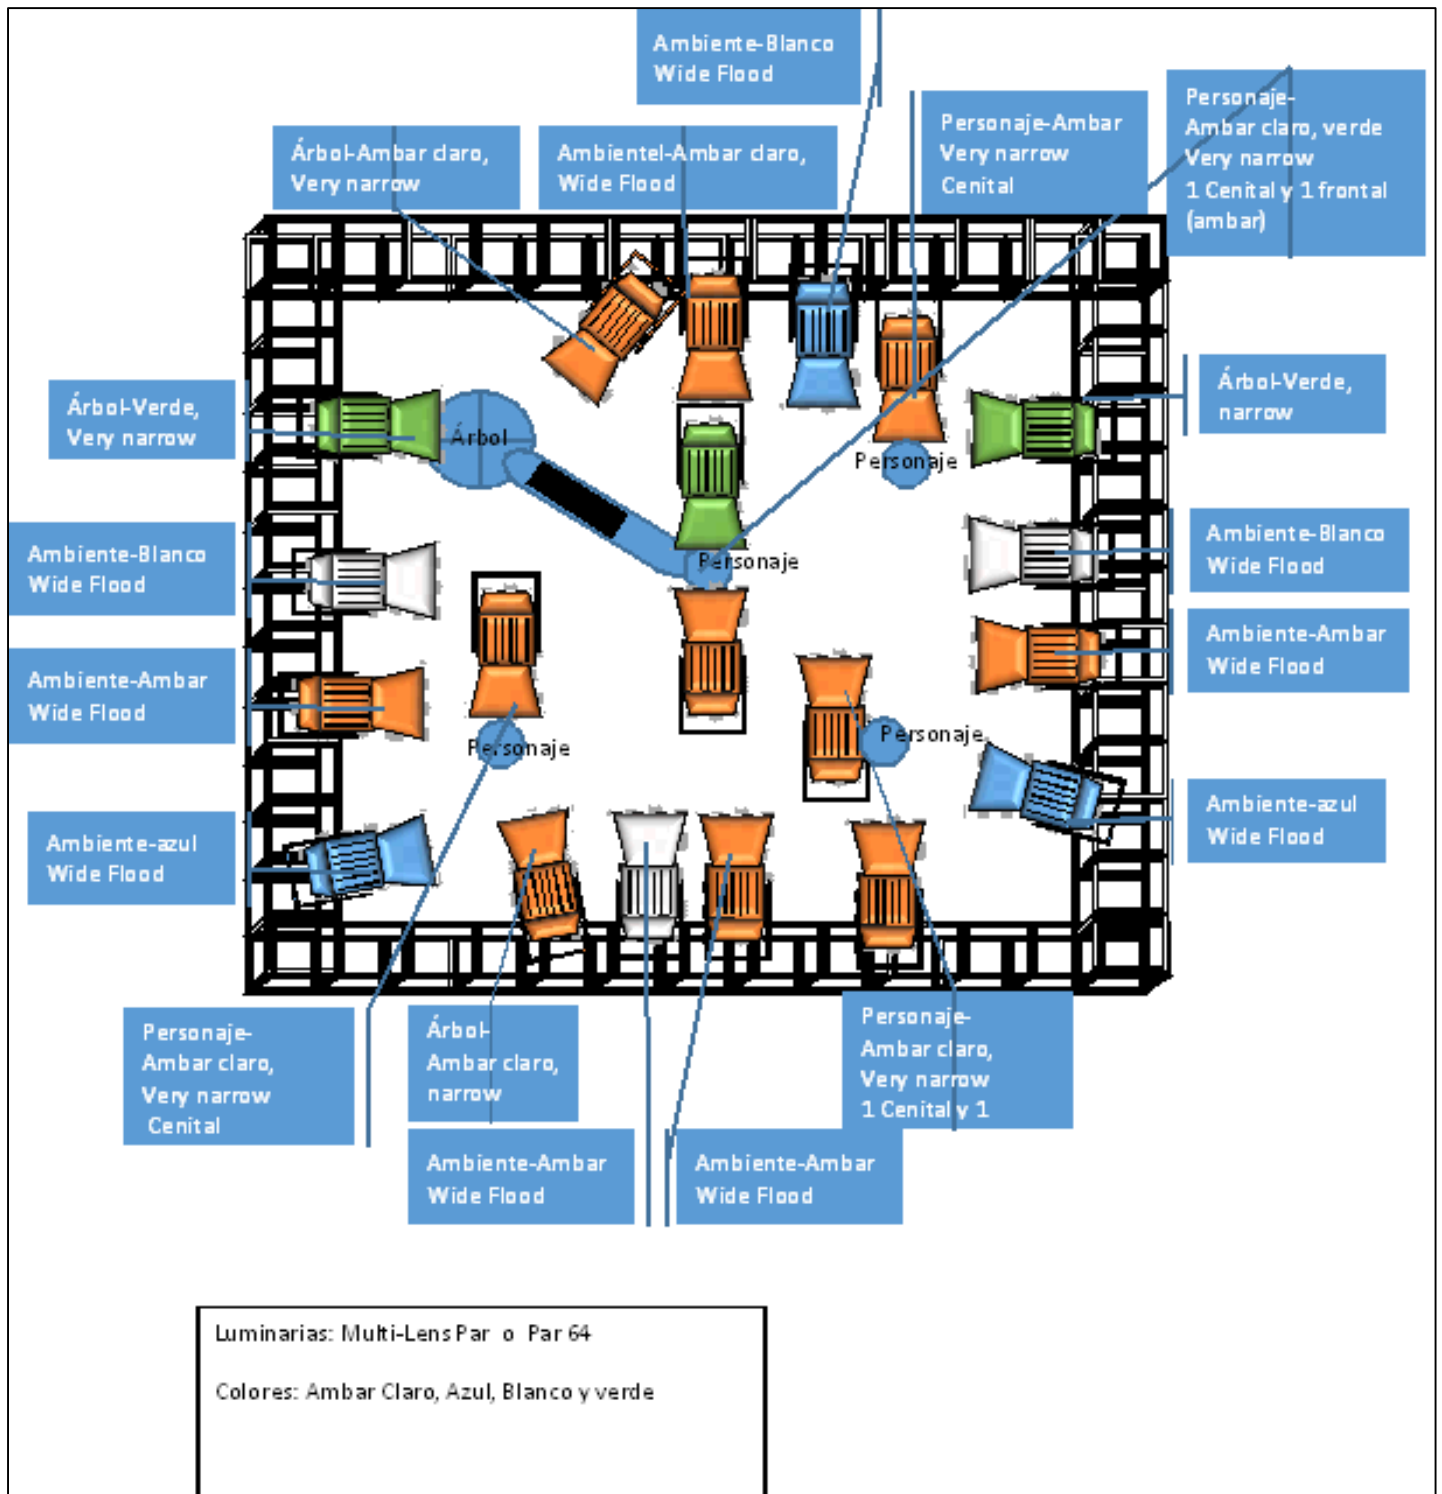 Ambiente-Blanco
Wide Flood
Personaje-
Ambar claro, verde
Very narrow
1 Cenital y 1 frontal
(ambar)
Personaje-Ambar
Very narrow
Cenital
Árbol-Ambar claro,
Very narrow
Ambientel-Ambar claro,
Wide Flood
Árbol-Verde,
Very narrow
Árbol
Personaje
Árbol-Verde,
narrow
Ambiente-Blanco
Wide Flood
Personaje
Ambiente-Blanco
Wide Flood
Ambiente-Ambar
Wide Flood
Ambiente-Ambar
Wide Flood
Personaje
Personaje
Ambiente-azul
Wide Flood
Ambiente-azul
Wide Flood
Personaje-
Ambar claro,
Very narrow
Cenital
Árbol-
Ambar claro,
narrow
Personaje-
Ambar claro,
Very narrow
1 Cenital y 1
Ambiente-Ambar
Wide Flood
Ambiente-Ambar
Wide Flood
Luminarias: Multi-Lens Par o Par 64
Colores: Ambar Claro, Azul, Blanco y verde